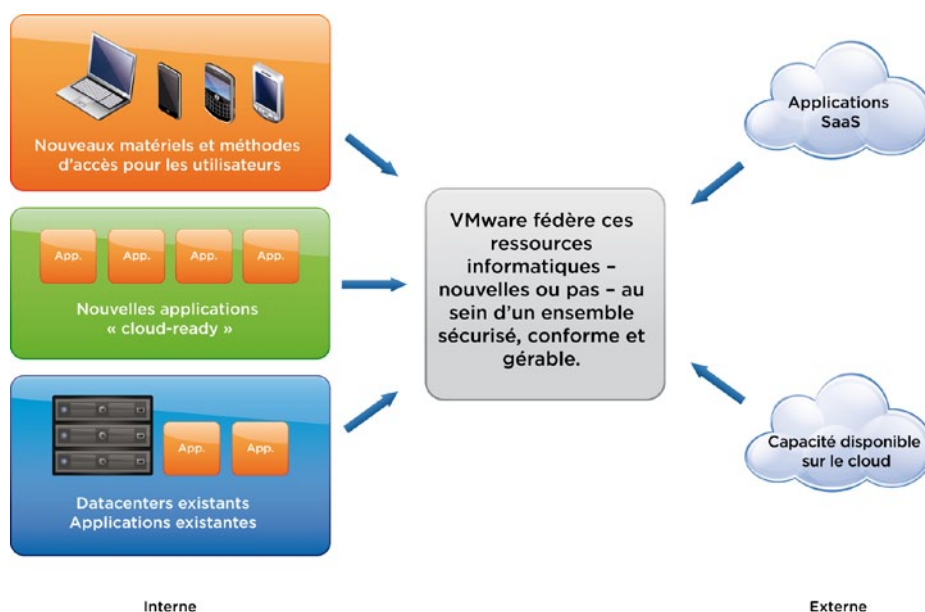 Nouveaux matériels et méthodes
d'accès pour les utilisateurs
App.
App.
App.
App.
Nouvelles applications
« cloud-ready »
App.
App.
Datacenters existants
Applications existantes
VMware fédère ces
ressources
informatiques –
nouvelles ou pas – au
sein d'un ensemble
sécurisé, conforme et
gérable.
Applications
SaaS
Capacité disponible
sur le cloud
Interne
Externe